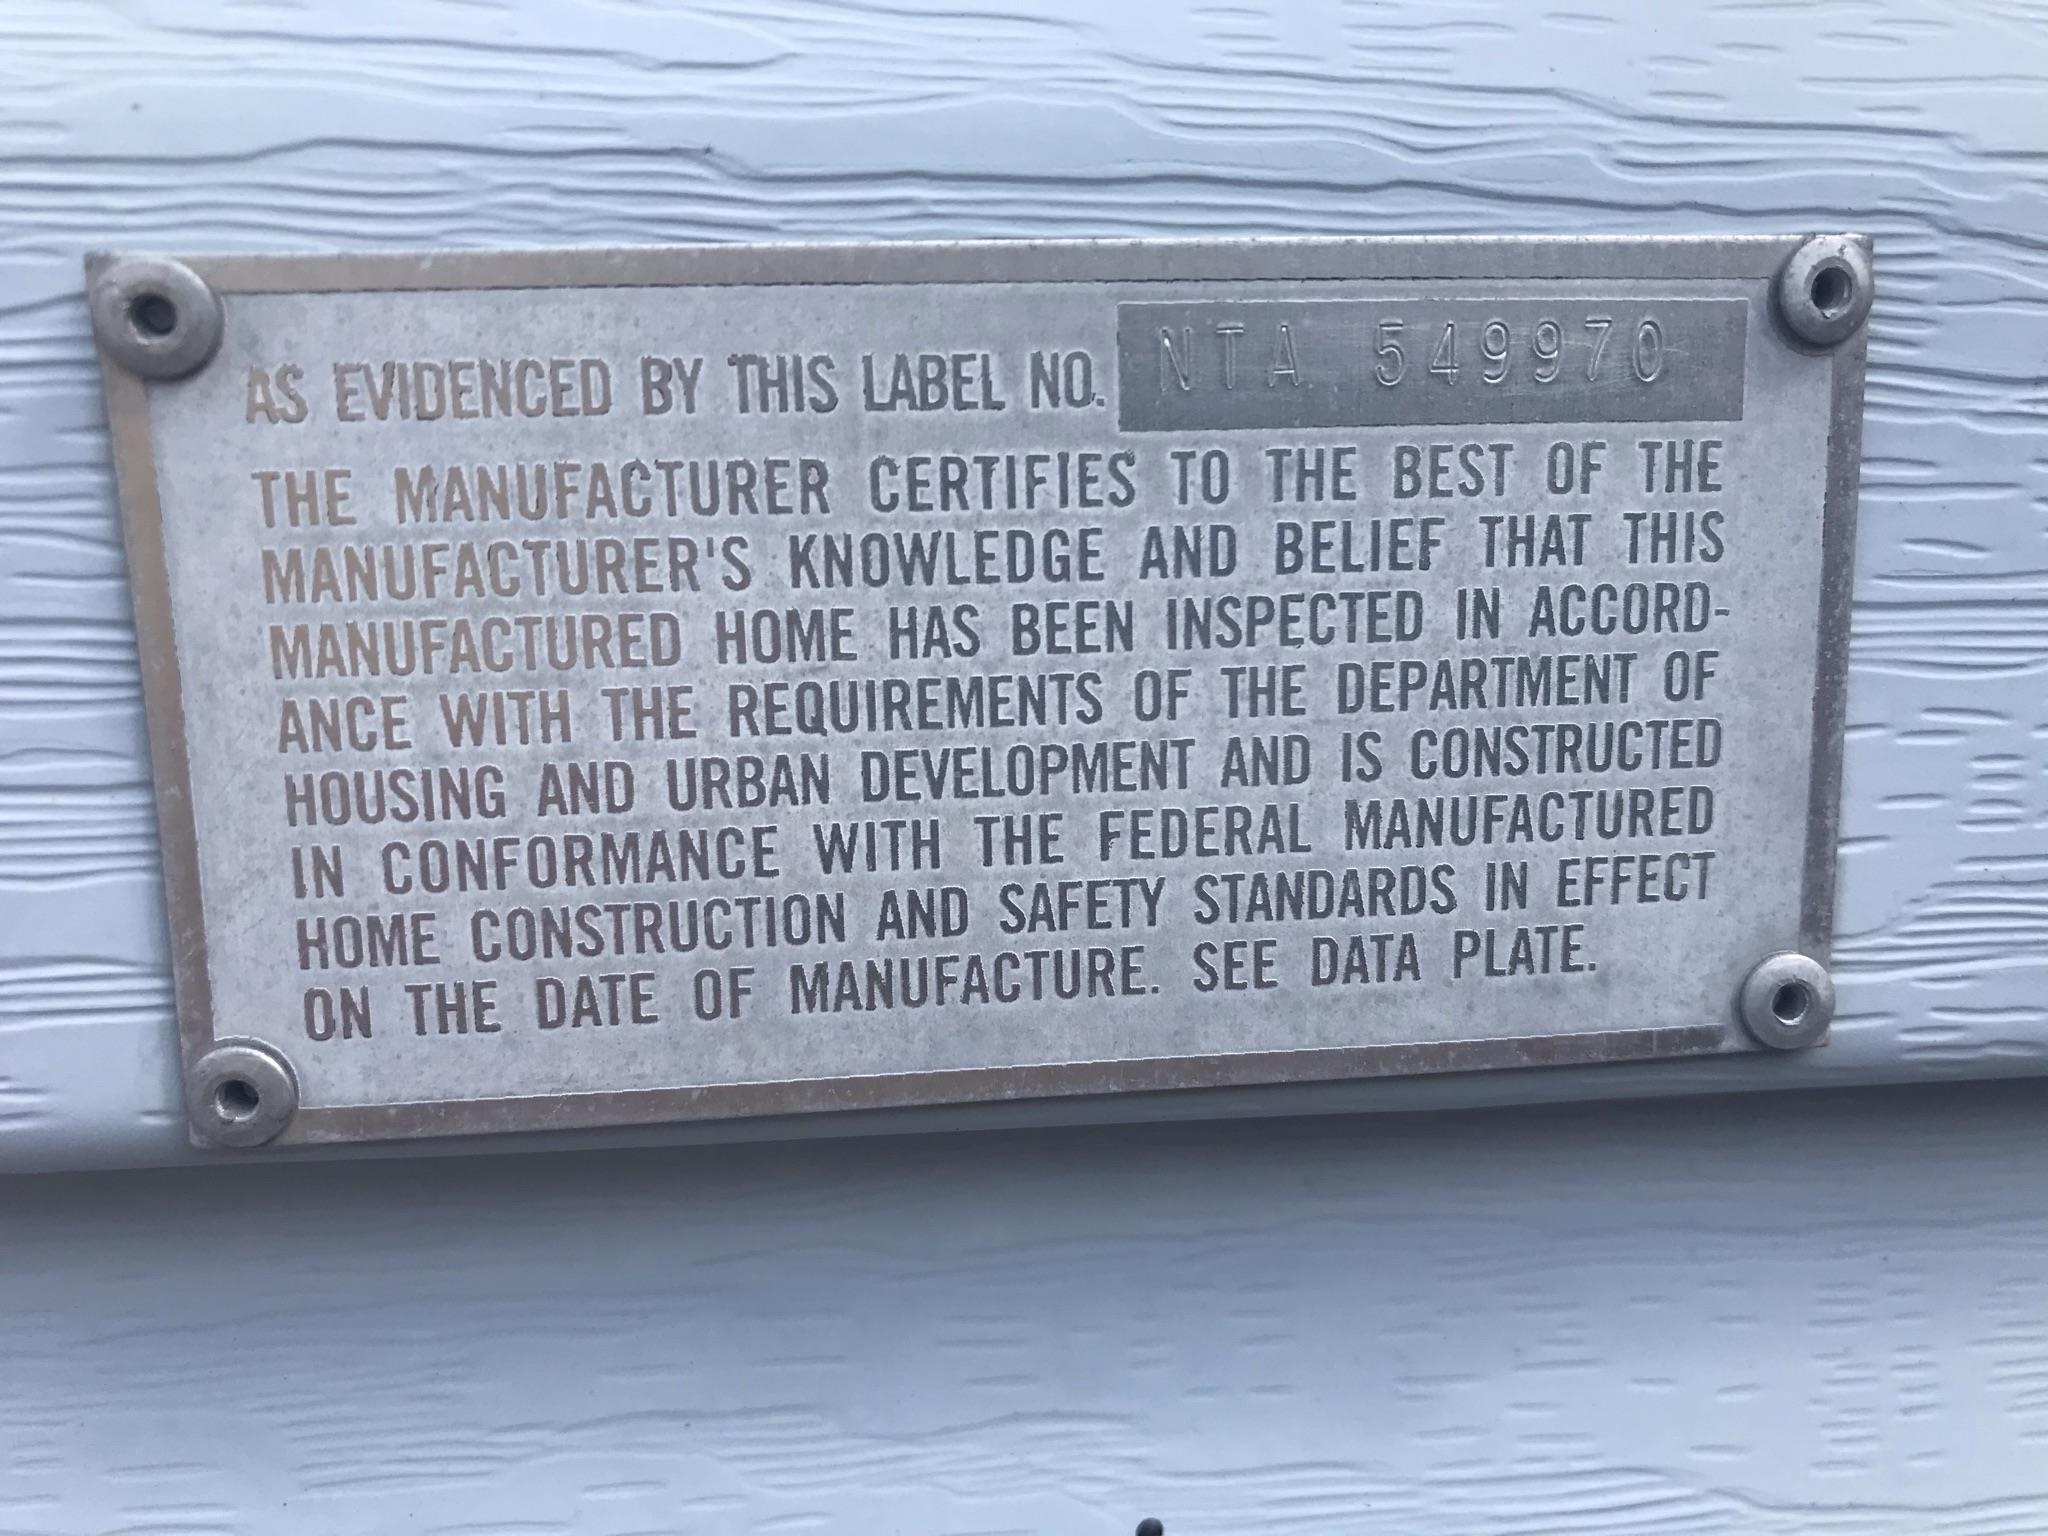 AS EVIDENCED BY THIS LABEL NO. NTA 549970
THE MANUFACTURER CERTIFIES TO THE BEST OF THE
MANUFACTURER'S KNOWLEDGE AND BELIEF THAT THIS
MANUFACTURED HOME HAS BEEN INSPECTED IN ACCORD-
ANCE WITH THE REQUIREMENTS OF THE DEPARTMENT OF
HOUSING AND URBAN DEVELOPMENT AND IS CONSTRUCTED
IN CONFORMANCE WITH THE FEDERAL MANUFACTURED
HOME CONSTRUCTION AND SAFETY STANDARDS IN EFFECT
ON THE DATE OF MANUFACTURE. SEE DATA PLATE.